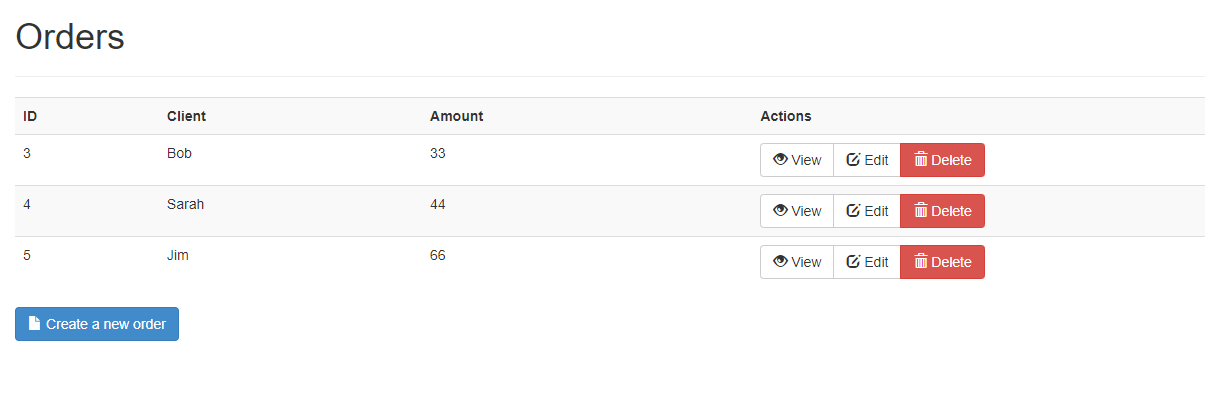 Orders
ID Client Amount Actions
3 Bob 33 View Edit Delete
4 Sarah 44 View Edit Delete
5 Jim 66 View Edit Delete
Create a new order